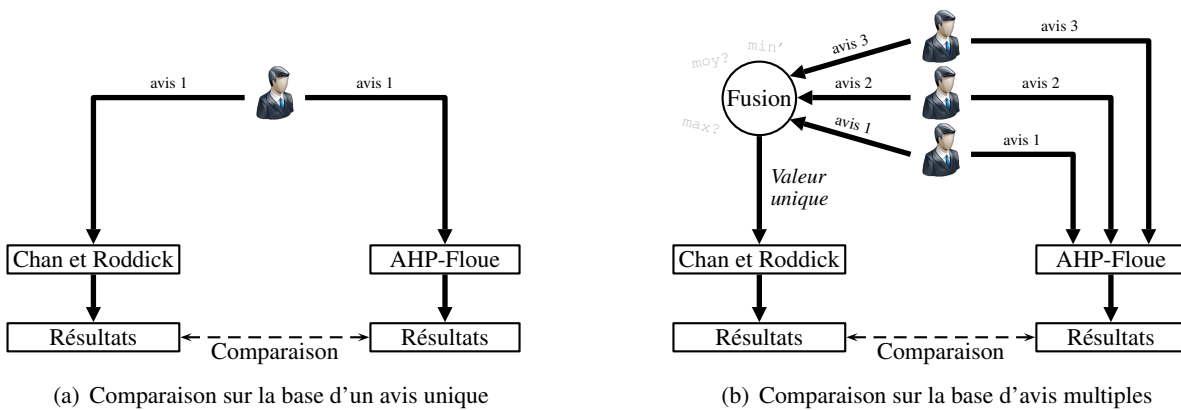 avis 1
avis 1
Chan et Roddick
AHP-Floue
Résultats
Résultats
Comparaison
(a) Comparaison sur la base d'un avis unique
moy?
min'
max?
Fusion
avis 3
avis 3
avis 2
avis 2
avis 1
avis 1
Valeur
unique
Chan et Roddick
AHP-Floue
Résultats
Résultats
Comparaison
(b) Comparaison sur la base d'avis multiples